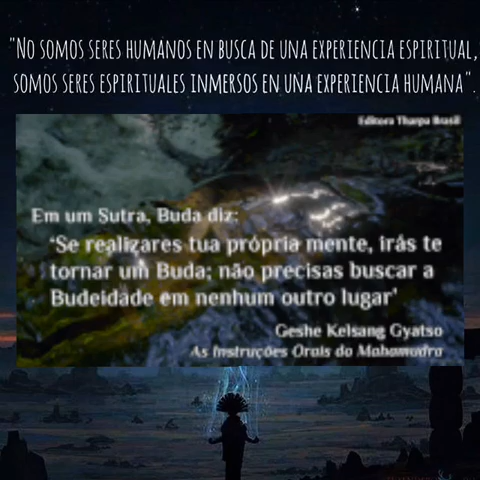 "No somos seres humanos en busca de una experiencia espiritual,
somos seres espirituales inmersos en una experiencia humana".
Editora Tharpa Brasil
Em um Sutra, Buda diz:
'Se realizares tua própria mente, irás te
tornar um Buda; não precisas buscar a
Budeidade em nenhum outro lugar'
Geshe Kelsang Gyatso
As Instruções Orais do Mahamudra